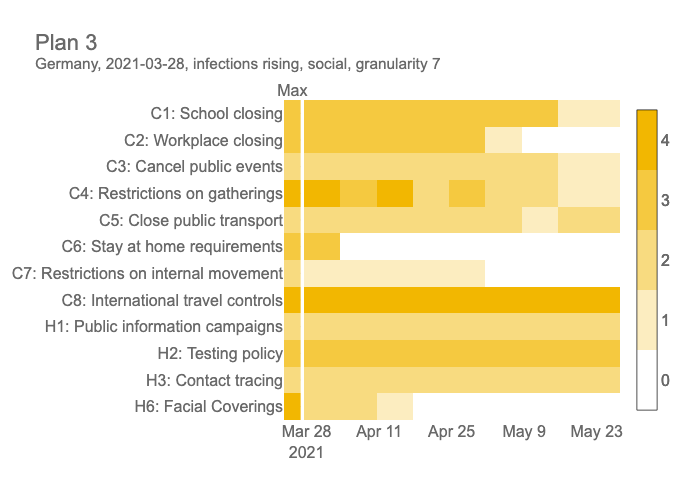 Plan 3
Germany, 2021-03-28, infections rising, social, granularity 7
Max
C1: School closing
C2: Workplace closing
C3: Cancel public events
C4: Restrictions on gatherings
C5: Close public transport
C6: Stay at home requirements
C7: Restrictions on internal movement
C8: International travel controls
H1: Public information campaigns
H2: Testing policy
H3: Contact tracing
H6: Facial Coverings
4
3
2
1
0
Mar 28 Apr 11 Apr 25 May 9 May 23
2021